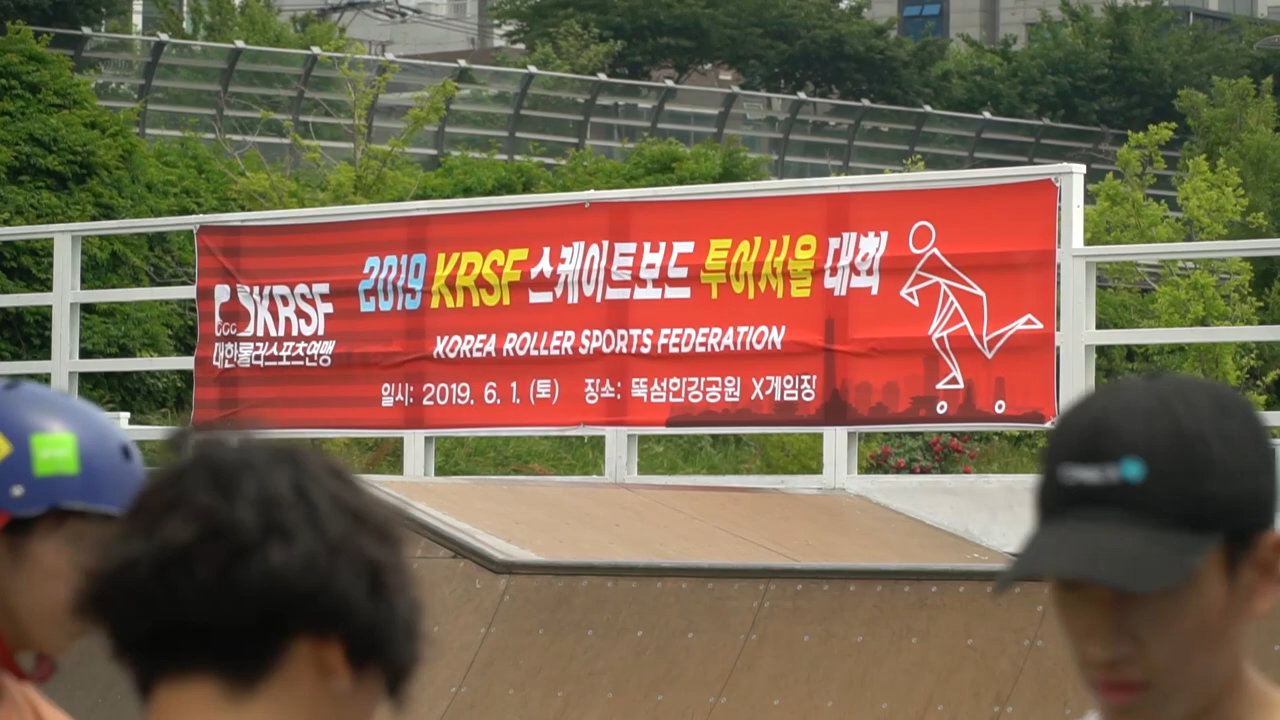 2019 KRSF 스케이트보드 투어서울 대회
KRSF
대한롤러스포츠연맹
KOREA ROLLER SPORTS FEDERATION
일시: 2019. 6. 1. (토) 장소: 뚝섬한강공원 X게임장